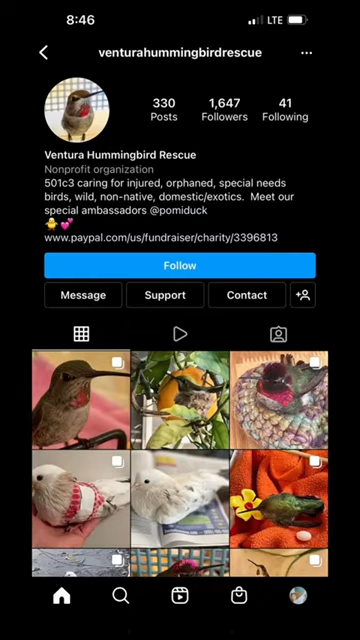 8:46
LTE
venturahummingbirdrescue
330
1,647
41
Posts
Followers
Following
Ventura Hummingbird Rescue
Nonprofit organization
501c3 caring for injured, orphaned, special needs
birds, wild, non-native, domestic/exotics. Meet our
special ambassadors @pomiduck
🐥💕
www.paypal.com/us/fundraiser/charity/3396813
Follow
Message
Support
Contact